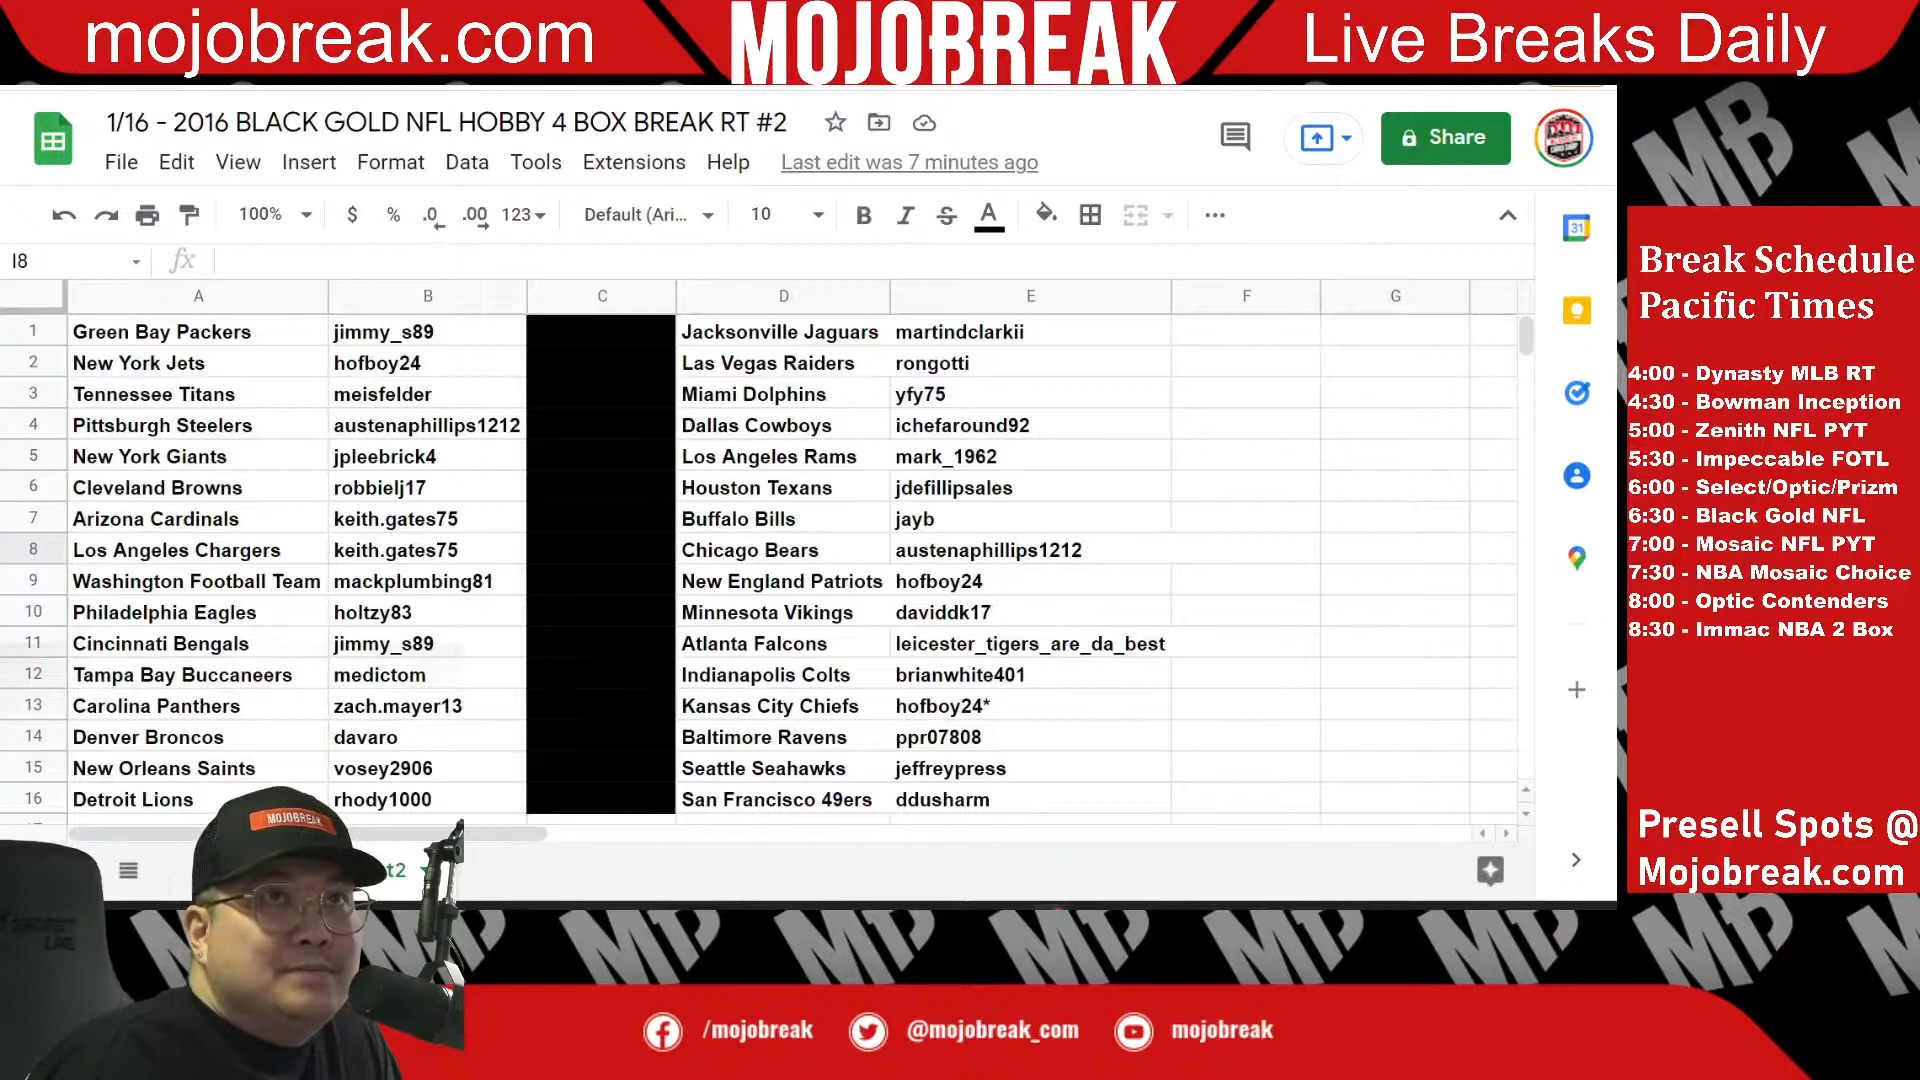 mojobreak.com
MOJOBREAK
Live Breaks Daily
1/16 - 2016 BLACK GOLD NFL HOBBY 4 BOX BREAK RT #2
File Edit View Insert Format Data Tools Extensions Help Last edit was 7 minutes ago
Share
100% $ % .0 .00 123 Default (Ari... 10 B I S A
I8 fx
A B C D E F G
1 Green Bay Packers jimmy_s89 Jacksonville Jaguars martindclarkii
2 New York Jets hofboy24 Las Vegas Raiders rongotti
3 Tennessee Titans meisfelder Miami Dolphins yfy75
4 Pittsburgh Steelers austenaphillips1212 Dallas Cowboys ichefaround92
5 New York Giants jpleebrick4 Los Angeles Rams mark_1962
6 Cleveland Browns robbielj17 Houston Texans jdefillipsales
7 Arizona Cardinals keith.gates75 Buffalo Bills jayb
8 Los Angeles Chargers keith.gates75 Chicago Bears austenaphillips1212
9 Washington Football Team mackplumbing81 New England Patriots hofboy24
10 Philadelphia Eagles holtzy83 Minnesota Vikings daviddk17
11 Cincinnati Bengals jimmy_s89 Atlanta Falcons leicester_tigers_are_da_best
12 Tampa Bay Buccaneers medictom Indianapolis Colts brianwhite401
13 Carolina Panthers zach.mayer13 Kansas City Chiefs hofboy24*
14 Denver Broncos davaro Baltimore Ravens ppr07808
15 New Orleans Saints vosey2906 Seattle Seahawks jeffreypress
16 Detroit Lions rhody1000 San Francisco 49ers ddusharm
t2
31
Break Schedule
Pacific Times
4:00 - Dynasty MLB RT
4:30 - Bowman Inception
5:00 - Zenith NFL PYT
5:30 - Impeccable FOTL
6:00 - Select/Optic/Prizm
6:30 - Black Gold NFL
7:00 - Mosaic NFL PYT
7:30 - NBA Mosaic Choice
8:00 - Optic Contenders
8:30 - Immac NBA 2 Box
Presell Spots @
Mojobreak.com
MOJOBREAK
/mojobreak
@mojobreak_com
mojobreak